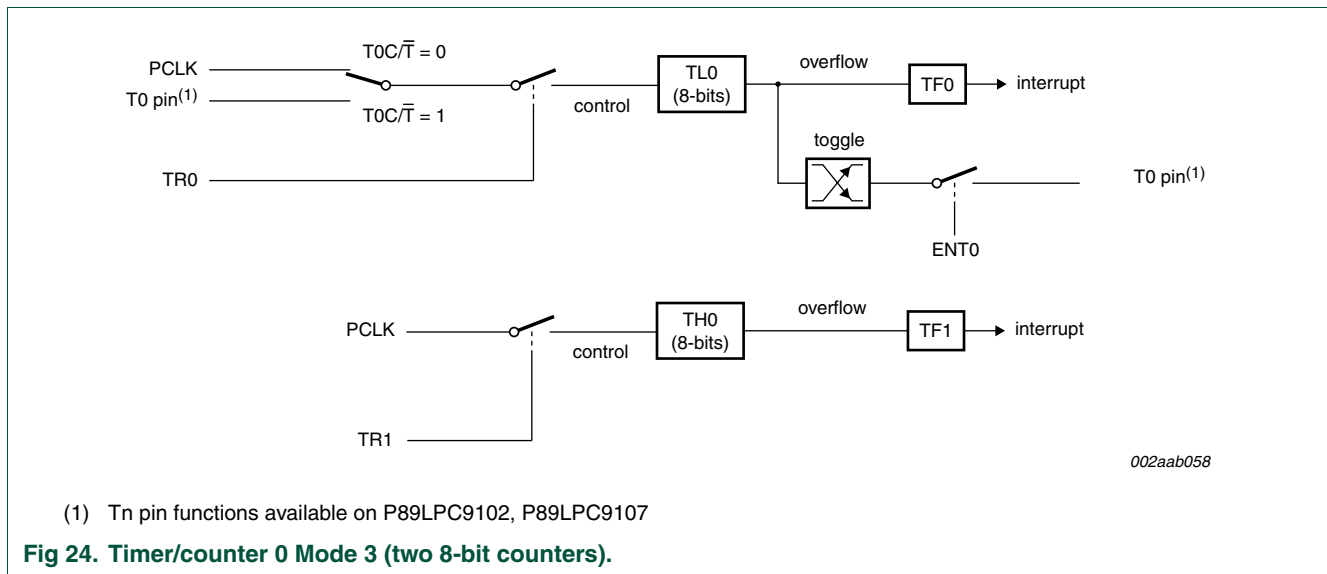 T0C/T̅ = 0
PCLK
T0 pin(1)
T0C/T̅ = 1
TR0
control
TL0
(8-bits)
overflow
TF0
interrupt
toggle
T0 pin(1)
ENT0
PCLK
control
TH0
(8-bits)
overflow
TF1
interrupt
TR1
002aab058
(1) Tn pin functions available on P89LPC9102, P89LPC9107
Fig 24. Timer/counter 0 Mode 3 (two 8-bit counters).